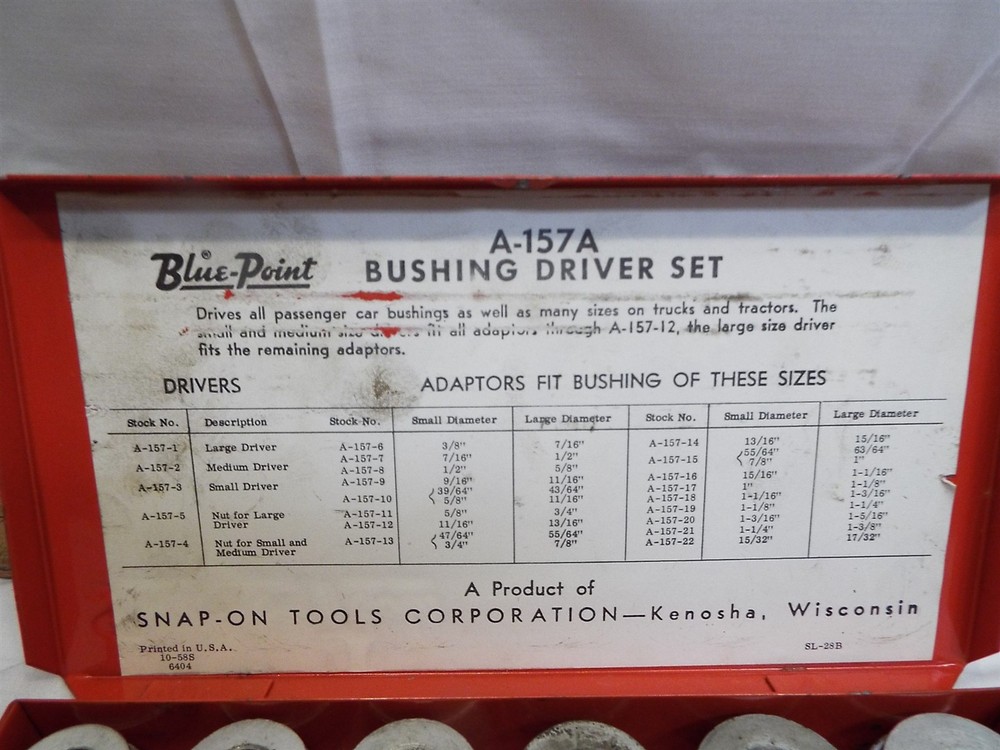 Blue-Point®
A-157A
BUSHING DRIVER SET
Drives all passenger car bushings as well as many sizes on trucks and tractors. The
small and medium size drivers fit all adaptors through A-157-12, the large size driver
fits the remaining adaptors.
DRIVERS ADAPTORS FIT BUSHING OF THESE SIZES
Stock No. Description Stock No. Small Diameter Large Diameter Stock No. Small Diameter Large Diameter
A-157-1 Large Driver A-157-6 3/8" 7/16" A-157-14 13/16" 15/16"
A-157-7 7/16" 1/2" A-157-15 55/64" 63/64"
7/8" 1"
A-157-2 Medium Driver A-157-8 1/2" 5/8" A-157-16 15/16" 1-1/16"
A-157-3 Small Driver A-157-9 9/16" 11/16" A-157-17 1" 1-1/8"
A-157-10 39/64" 43/64" A-157-18 1-1/16" 1-3/16"
5/8" 11/16"
A-157-5 Nut for Large A-157-11 5/8" 3/4" A-157-19 1-1/8" 1-1/4"
Driver A-157-12 11/16" 13/16" A-157-20 1-3/16" 1-5/16"
A-157-4 Nut for Small and A-157-13 47/64" 55/64" A-157-21 1-1/4" 1-3/8"
Medium Driver 3/4" 7/8" A-157-22 15/32" 17/32"
A Product of
SNAP-ON TOOLS CORPORATION—Kenosha, Wisconsin
Printed in U.S.A.
10-58S
6404
SL-28B